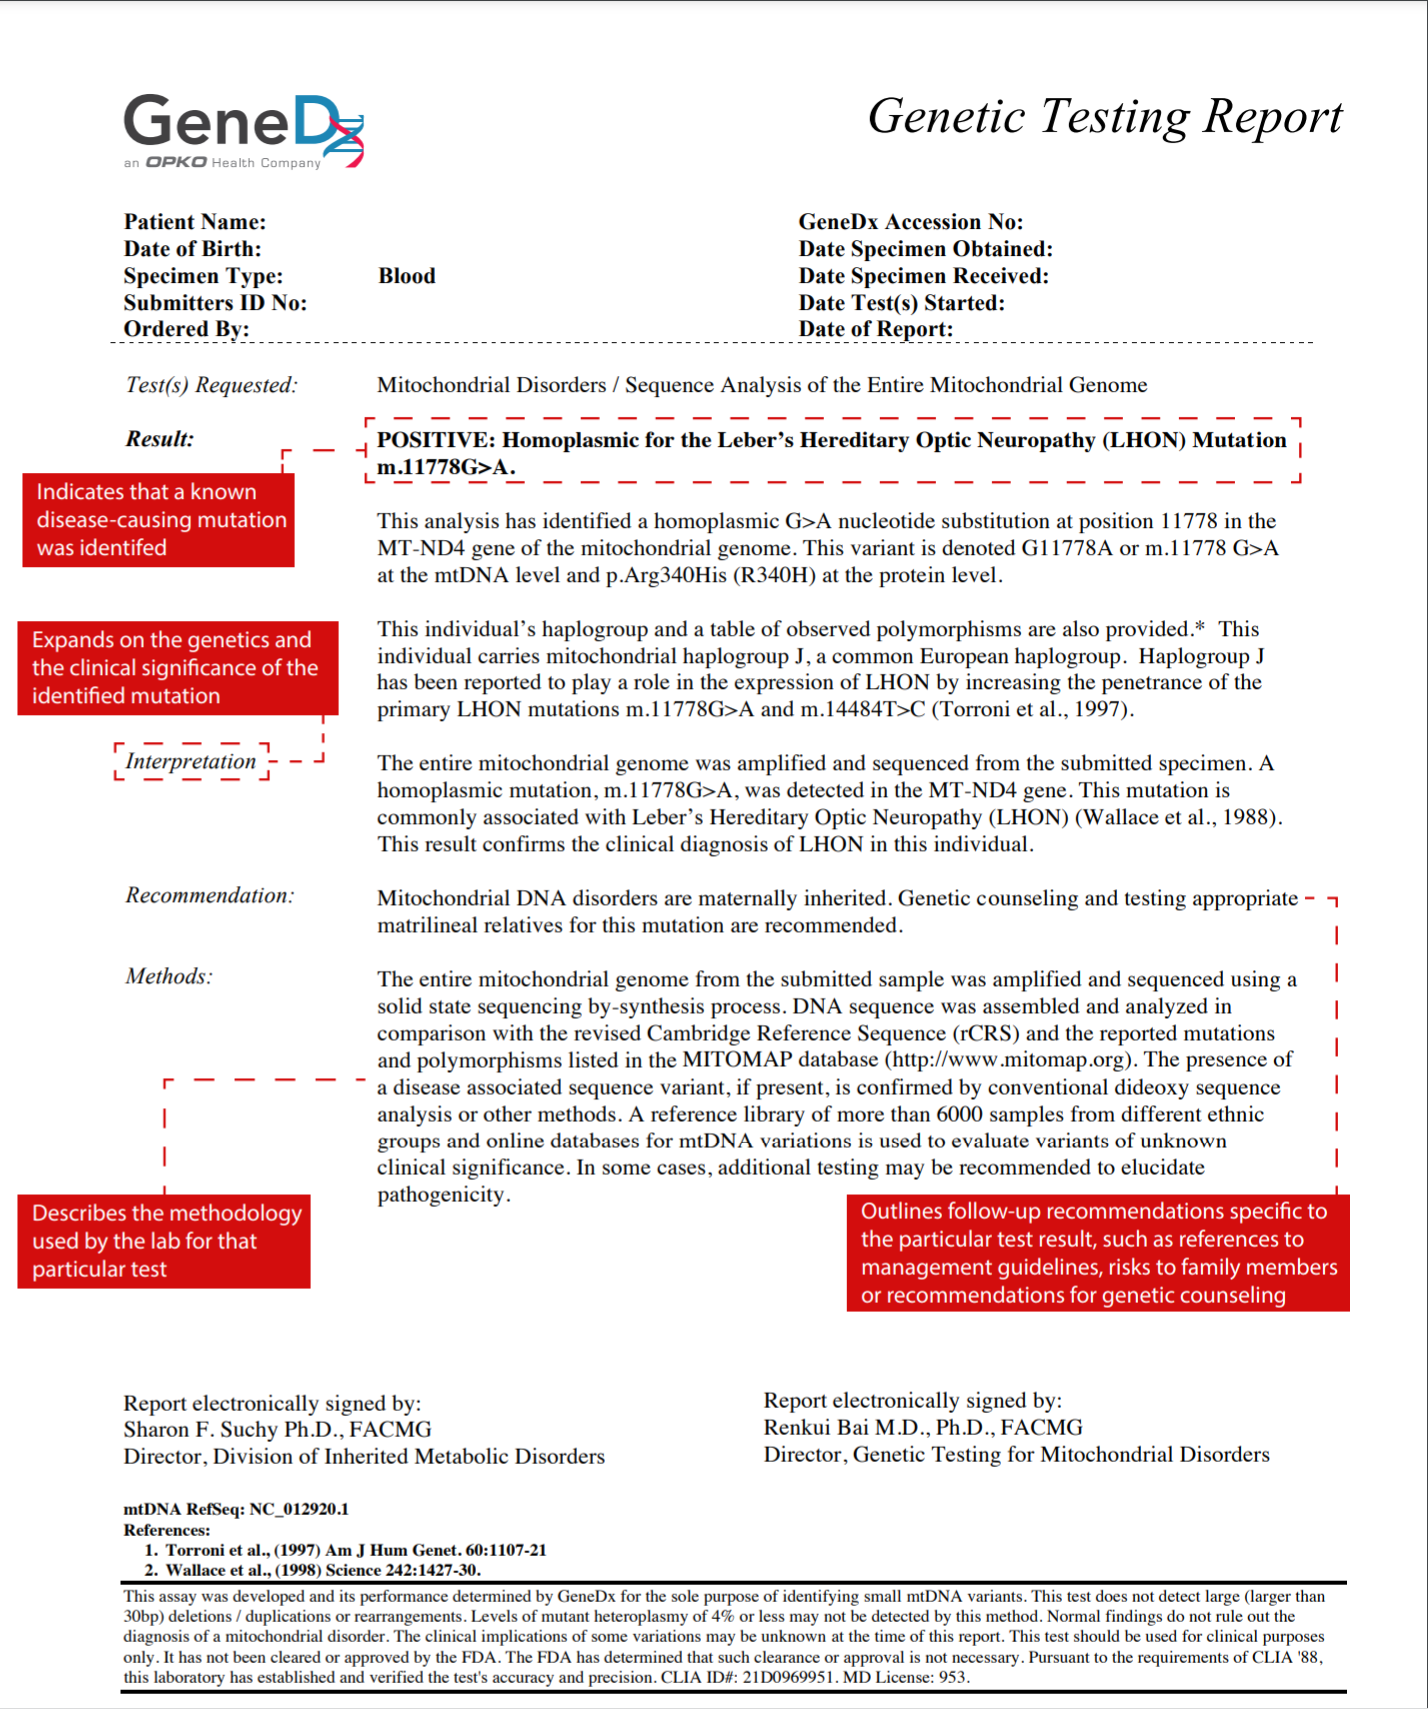 GeneDx
an OPKO Health Company
Genetic Testing Report
Patient Name:
Date of Birth:
Specimen Type: Blood
Submitters ID No:
Ordered By:
GeneDx Accession No:
Date Specimen Obtained:
Date Specimen Received:
Date Test(s) Started:
Date of Report:
Test(s) Requested: Mitochondrial Disorders / Sequence Analysis of the Entire Mitochondrial Genome
Result: POSITIVE: Homoplasmic for the Leber's Hereditary Optic Neuropathy (LHON) Mutation
m.11778G>A.
Indicates that a known
disease-causing mutation
was identifed
This analysis has identified a homoplasmic G>A nucleotide substitution at position 11778 in the
MT-ND4 gene of the mitochondrial genome. This variant is denoted G11778A or m.11778 G>A
at the mtDNA level and p.Arg340His (R340H) at the protein level.
This individual's haplogroup and a table of observed polymorphisms are also provided.* This
individual carries mitochondrial haplogroup J, a common European haplogroup. Haplogroup J
has been reported to play a role in the expression of LHON by increasing the penetrance of the
primary LHON mutations m.11778G>A and m.14484T>C (Torroni et al., 1997).
Expands on the genetics and
the clinical significance of the
identified mutation
Interpretation
The entire mitochondrial genome was amplified and sequenced from the submitted specimen. A
homoplasmic mutation, m.11778G>A, was detected in the MT-ND4 gene. This mutation is
commonly associated with Leber's Hereditary Optic Neuropathy (LHON) (Wallace et al., 1988).
This result confirms the clinical diagnosis of LHON in this individual.
Recommendation: Mitochondrial DNA disorders are maternally inherited. Genetic counseling and testing appropriate
matrilineal relatives for this mutation are recommended.
Methods: The entire mitochondrial genome from the submitted sample was amplified and sequenced using a
solid state sequencing by-synthesis process. DNA sequence was assembled and analyzed in
comparison with the revised Cambridge Reference Sequence (rCRS) and the reported mutations
and polymorphisms listed in the MITOMAP database (http://www.mitomap.org). The presence of
a disease associated sequence variant, if present, is confirmed by conventional dideoxy sequence
analysis or other methods. A reference library of more than 6000 samples from different ethnic
groups and online databases for mtDNA variations is used to evaluate variants of unknown
clinical significance. In some cases, additional testing may be recommended to elucidate
pathogenicity.
Describes the methodology
used by the lab for that
particular test
Outlines follow-up recommendations specific to
the particular test result, such as references to
management guidelines, risks to family members
or recommendations for genetic counseling
Report electronically signed by:
Sharon F. Suchy Ph.D., FACMG
Director, Division of Inherited Metabolic Disorders
Report electronically signed by:
Renkui Bai M.D., Ph.D., FACMG
Director, Genetic Testing for Mitochondrial Disorders
mtDNA RefSeq: NC_012920.1
References:
1. Torroni et al., (1997) Am J Hum Genet. 60:1107-21
2. Wallace et al., (1998) Science 242:1427-30.
This assay was developed and its performance determined by GeneDx for the sole purpose of identifying small mtDNA variants. This test does not detect large (larger than
30bp) deletions / duplications or rearrangements. Levels of mutant heteroplasmy of 4% or less may not be detected by this method. Normal findings do not rule out the
diagnosis of a mitochondrial disorder. The clinical implications of some variations may be unknown at the time of this report. This test should be used for clinical purposes
only. It has not been cleared or approved by the FDA. The FDA has determined that such clearance or approval is not necessary. Pursuant to the requirements of CLIA '88,
this laboratory has established and verified the test's accuracy and precision. CLIA ID#: 21D0969951. MD License: 953.